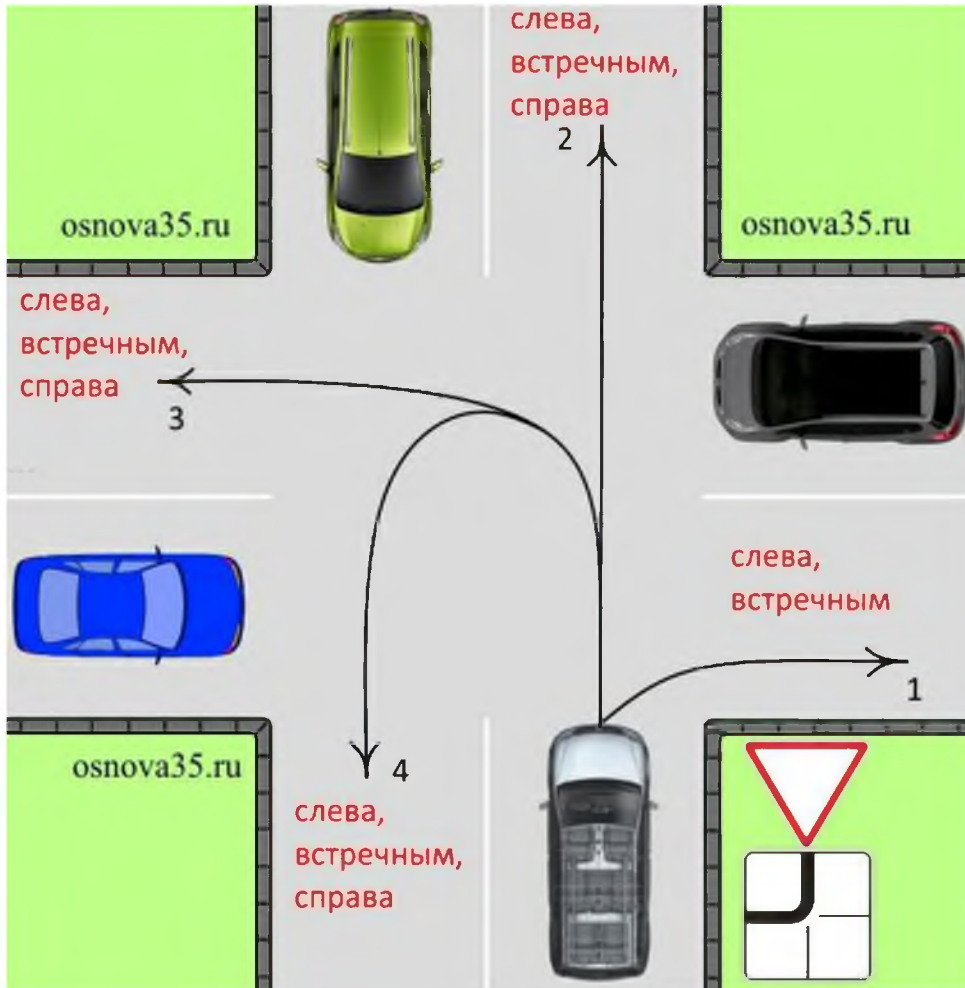 слева,
встречным,
справа
2
osnova35.ru
osnova35.ru
слева,
встречным,
справа
3
слева,
встречным
1
osnova35.ru
4
слева,
встречным,
справа